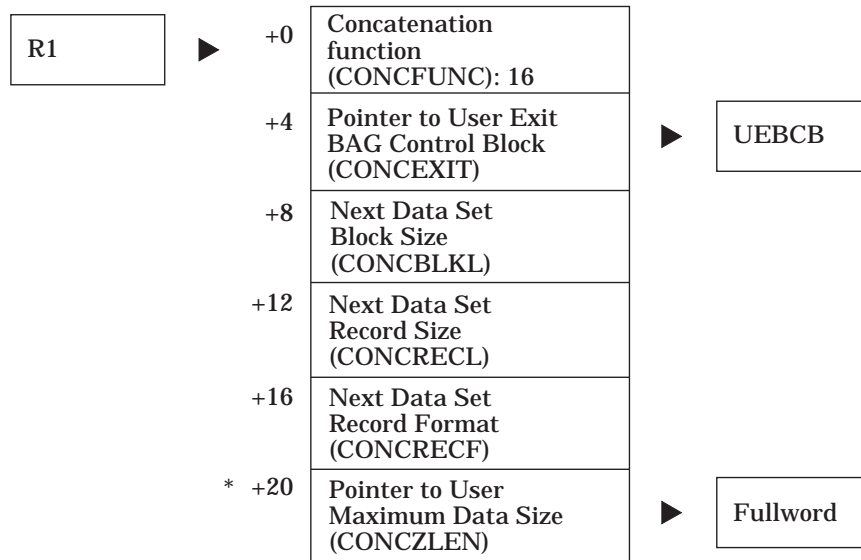 R1
+0
Concatenation
function
(CONCFUNC): 16
+4
Pointer to User Exit
BAG Control Block
(CONCEXIT)
UEBCB
+8
Next Data Set
Block Size
(CONCBLKL)
+12
Next Data Set
Record Size
(CONCRECL)
+16
Next Data Set
Record Format
(CONCRECF)
* +20
Pointer to User
Maximum Data Size
(CONCZLEN)
Fullword